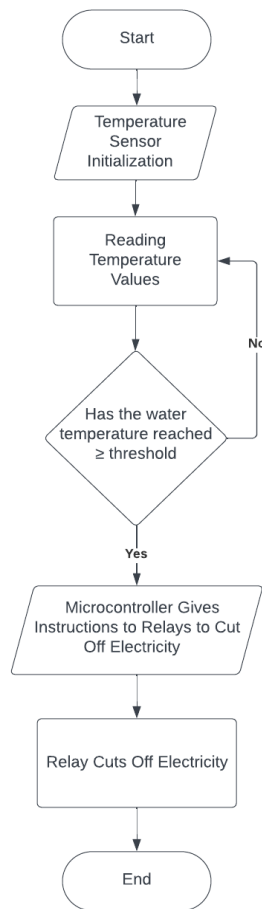 Start
Temperature
Sensor
Initialization
Reading
Temperature
Values
No
Has the water
temperature reached
≥ threshold
Yes
Microcontroller Gives
Instructions to Relays to Cut
Off Electricity
Relay Cuts Off Electricity
End